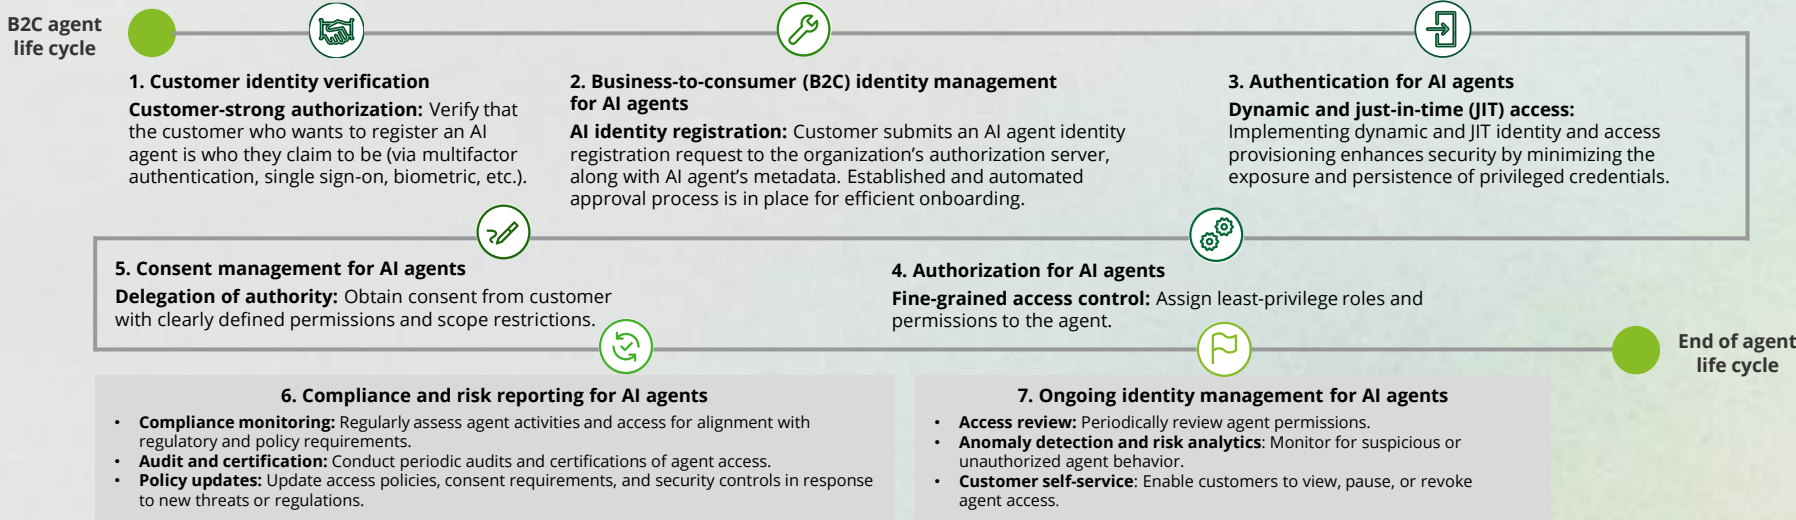 B2C agent
life cycle
1. Customer identity verification
Customer-strong authorization: Verify that
the customer who wants to register an AI
agent is who they claim to be (via multifactor
authentication, single sign-on, biometric, etc.).
2. Business-to-consumer (B2C) identity management
for AI agents
AI identity registration: Customer submits an AI agent identity
registration request to the organization’s authorization server,
along with AI agent’s metadata. Established and automated
approval process is in place for efficient onboarding.
3. Authentication for AI agents
Dynamic and just-in-time (JIT) access:
Implementing dynamic and JIT identity and access
provisioning enhances security by minimizing the
exposure and persistence of privileged credentials.
4. Authorization for AI agents
Fine-grained access control: Assign least-privilege roles and
permissions to the agent.
5. Consent management for AI agents
Delegation of authority: Obtain consent from customer
with clearly defined permissions and scope restrictions.
6. Compliance and risk reporting for AI agents
• Compliance monitoring: Regularly assess agent activities and access for alignment with
regulatory and policy requirements.
• Audit and certification: Conduct periodic audits and certifications of agent access.
• Policy updates: Update access policies, consent requirements, and security controls in response
to new threats or regulations.
7. Ongoing identity management for AI agents
• Access review: Periodically review agent permissions.
• Anomaly detection and risk analytics: Monitor for suspicious or
unauthorized agent behavior.
• Customer self-service: Enable customers to view, pause, or revoke
agent access.
End of agent
life cycle